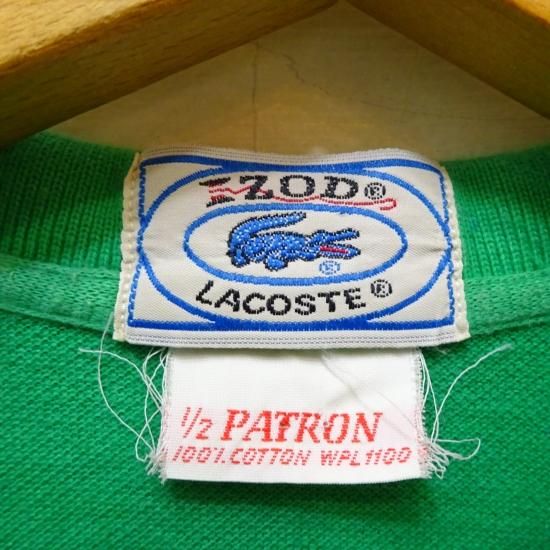 IZOD®
®
LACOSTE®
1/2 PATRON
100%.COTTON WPL1100